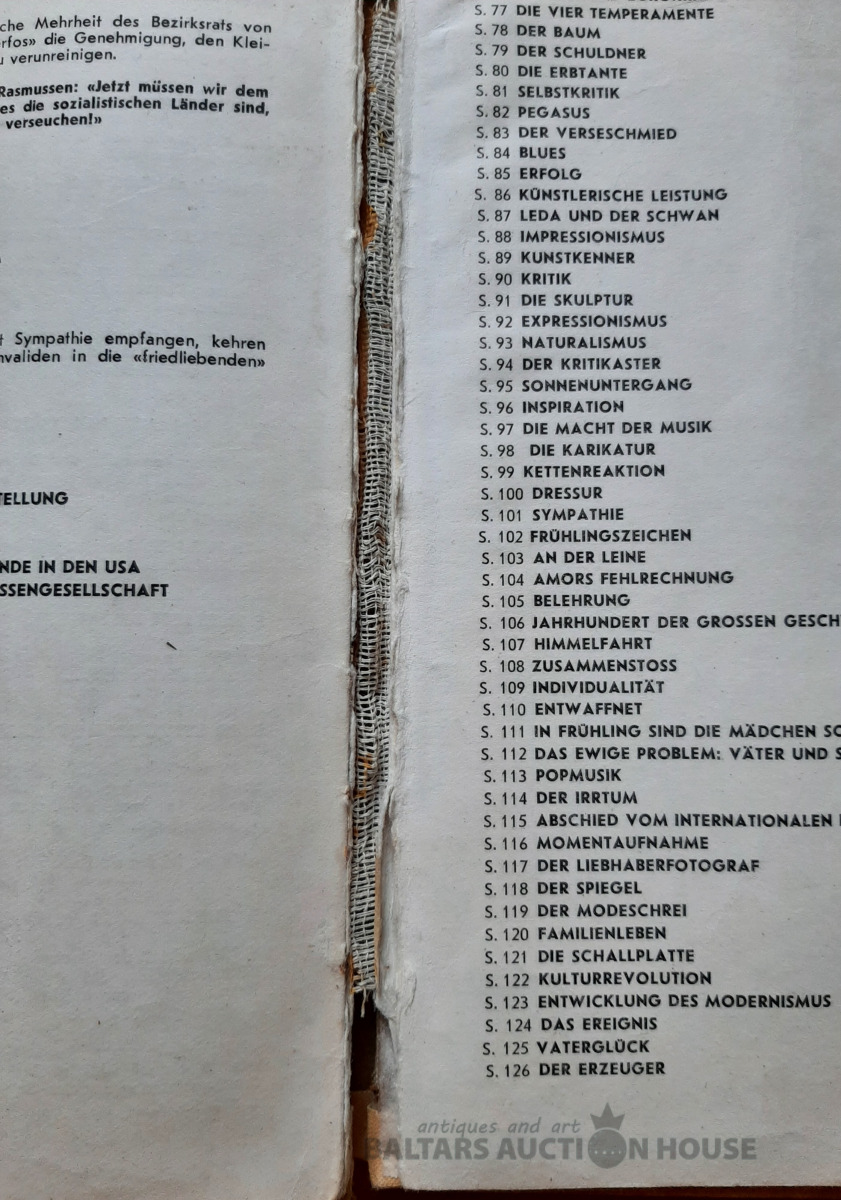 che Mehrheit des Bezirksrats von
rfos» die Genehmigung, den Klei-
u verunreinigen.
Rasmussen: «Jetzt müssen wir dem
es die sozialistischen Länder sind,
verseuchen!»
t Sympathie empfangen, kehren
nvaliden in die «friedliebenden»
TELLUNG
NDE IN DEN USA
SSENGESELLSCHAFT
S. 77 DIE VIER TEMPERAMENTE
S. 78 DER BAUM
S. 79 DER SCHULDNER
S. 80 DIE ERBTANTE
S. 81 SELBSTKRITIK
S. 82 PEGASUS
S. 83 DER VERSESCHMIED
S. 84 BLUES
S. 85 ERFOLG
S. 86 KÜNSTLERISCHE LEISTUNG
S. 87 LEDA UND DER SCHWAN
S. 88 IMPRESSIONISMUS
S. 89 KUNSTKENNER
S. 90 KRITIK
S. 91 DIE SKULPTUR
S. 92 EXPRESSIONISMUS
S. 93 NATURALISMUS
S. 94 DER KRITIKASTER
S. 95 SONNENUNTERGANG
S. 96 INSPIRATION
S. 97 DIE MACHT DER MUSIK
S. 98 DIE KARIKATUR
S. 99 KETTENREAKTION
S. 100 DRESSUR
S. 101 SYMPATHIE
S. 102 FRÜHLINGSZEICHEN
S. 103 AN DER LEINE
S. 104 AMORS FEHLRECHNUNG
S. 105 BELEHRUNG
S. 106 JAHRHUNDERT DER GROSSEN GESCH
S. 107 HIMMELFAHRT
S. 108 ZUSAMMENSTOSS
S. 109 INDIVIDUALITÄT
S. 110 ENTWAFFNET
S. 111 IN FRÜHLING SIND DIE MÄDCHEN SC
S. 112 DAS EWIGE PROBLEM: VÄTER UND S
S. 113 POPMUSIK
S. 114 DER IRRTUM
S. 115 ABSCHIED VOM INTERNATIONALEN
S. 116 MOMENTAUFNAHME
S. 117 DER LIEBHABERFOTOGRAF
S. 118 DER SPIEGEL
S. 119 DER MODESCHREI
S. 120 FAMILIENLEBEN
S. 121 DIE SCHALLPLATTE
S. 122 KULTURREVOLUTION
S. 123 ENTWICKLUNG DES MODERNISMUS
S. 124 DAS EREIGNIS
S. 125 VATERGLÜCK
S. 126 DER ERZEUGER
antiques and art
BALTARS AUCTION HOUSE